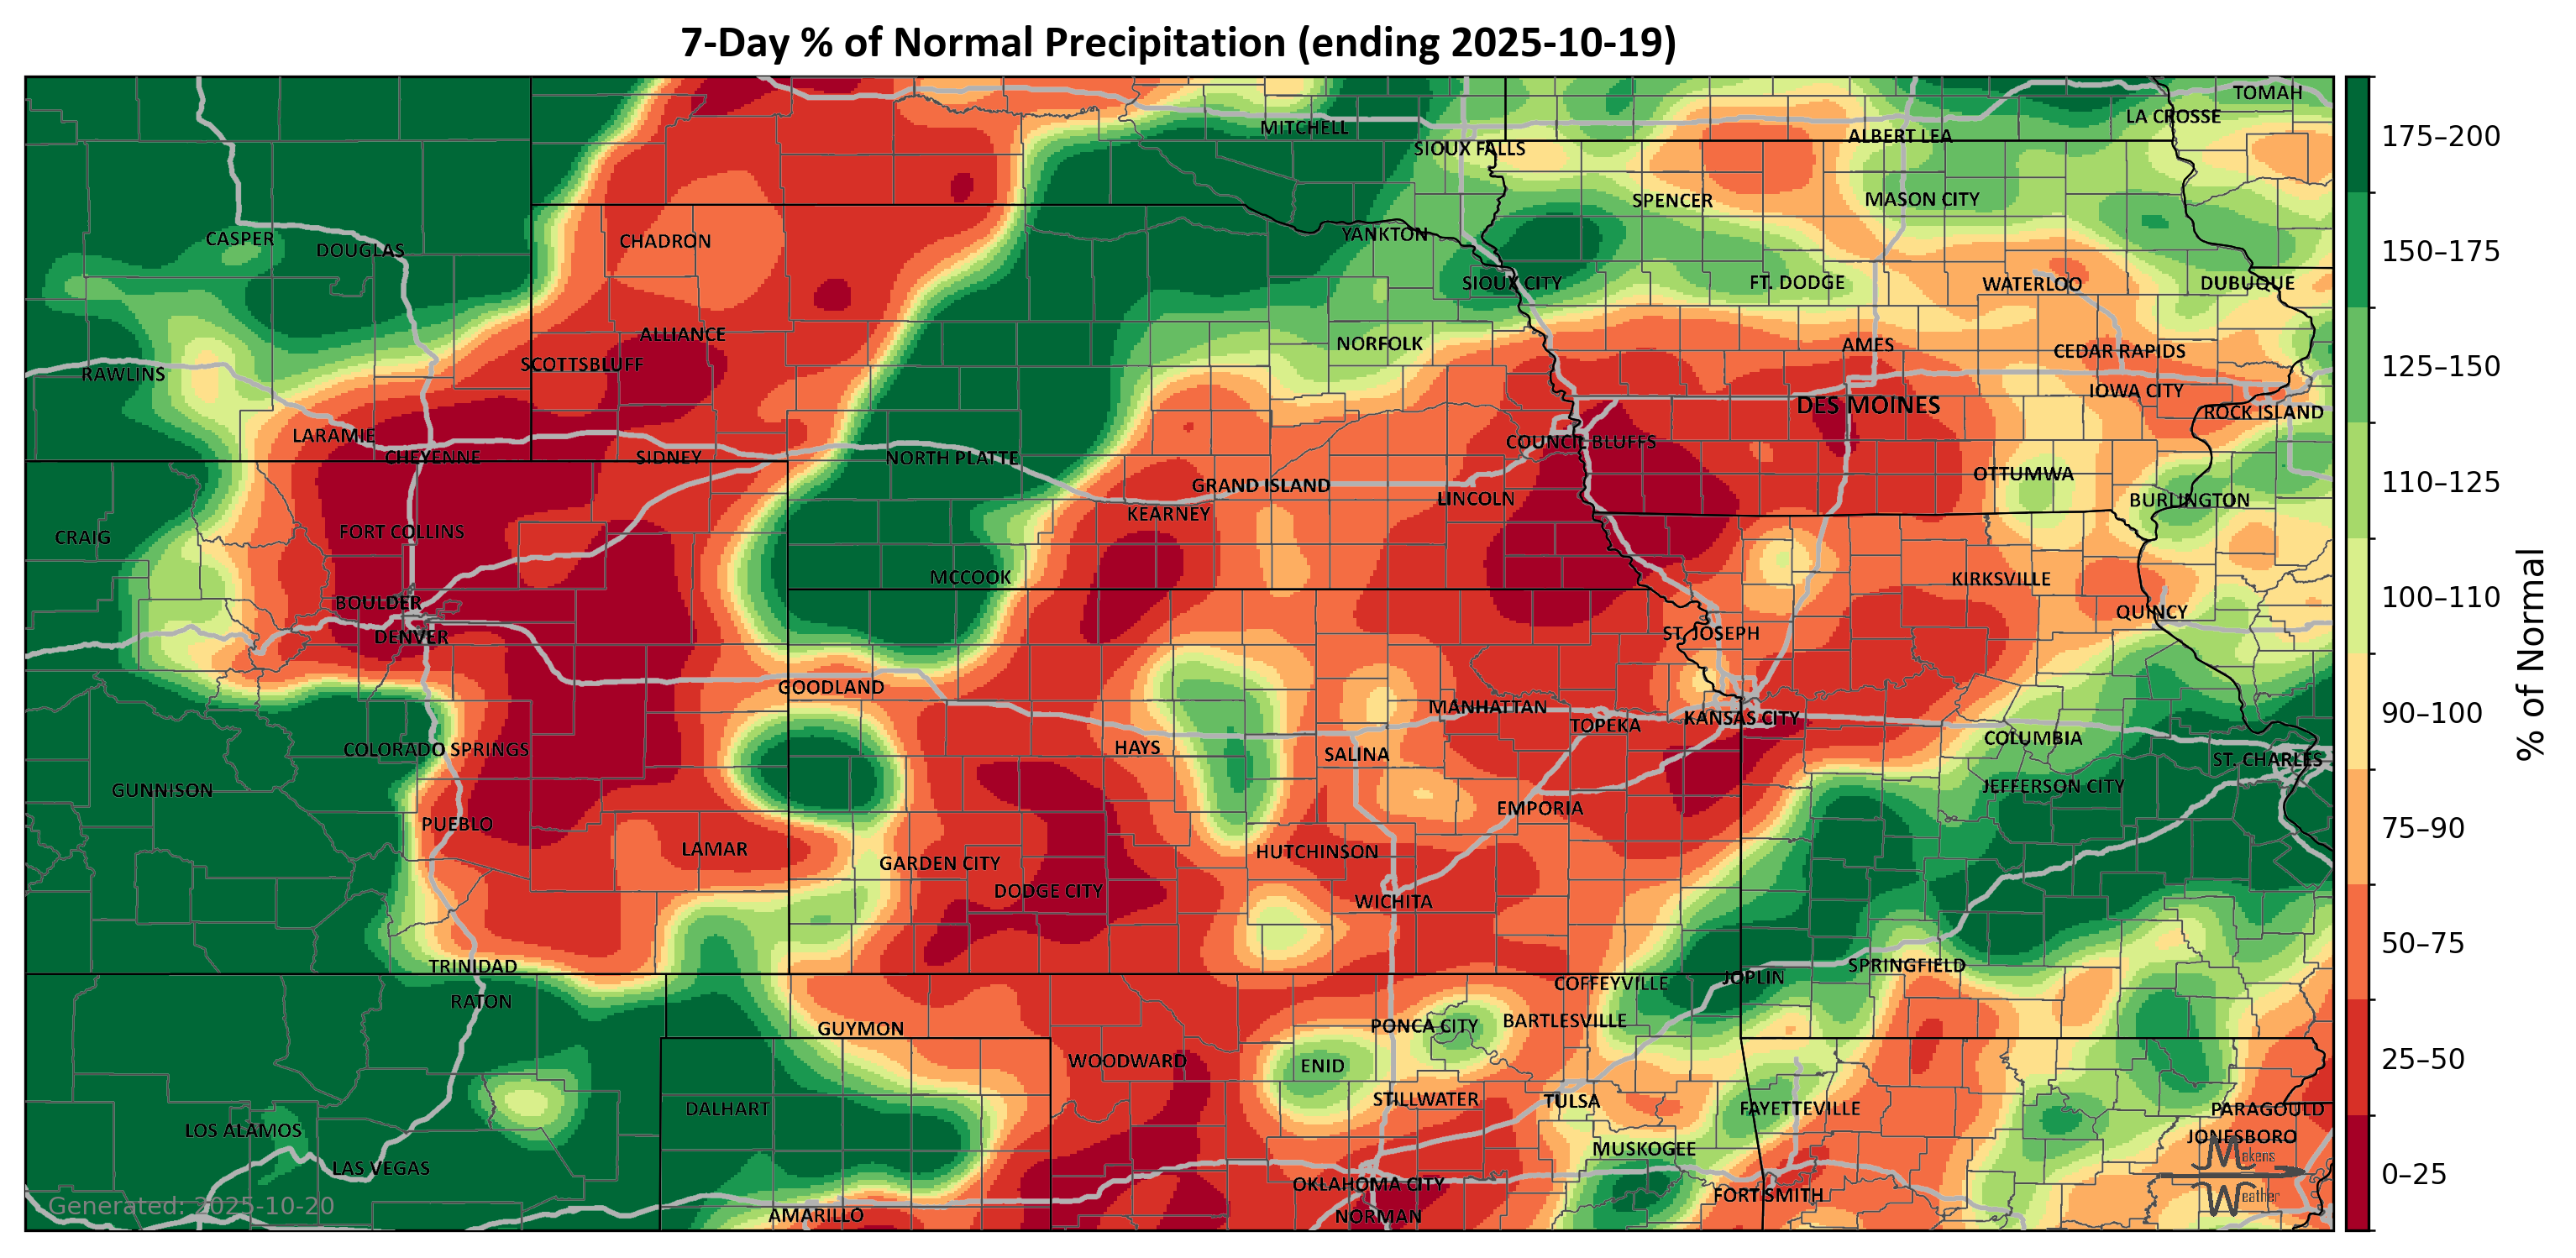 7-Day % of Normal Precipitation (ending 2025-10-19)
TOMAH
LA CROSSE
MITCHELL
ALBERT LEA
SIOUX FALLS
SPENCER
MASON CITY
CASPER
DOUGLAS
CHADRON
YANKTON
SIOUX CITY
FT. DODGE
WATERLOO
DUBUQUE
ALLIANCE
NORFOLK
AMES
CEDAR RAPIDS
SCOTTSBLUFF
RAWLINS
IOWA CITY
DES MOINES
ROCK ISLAND
LARAMIE
COUNCIL BLUFFS
CHEYENNE
SIDNEY
NORTH PLATTE
OTTUMWA
GRAND ISLAND
LINCOLN
BURLINGTON
KEARNEY
CRAIG
FORT COLLINS
MCCOOK
KIRKSVILLE
BOULDER
QUINCY
DENVER
ST. JOSEPH
GOODLAND
MANHATTAN
TOPEKA
KANSAS CITY
COLUMBIA
COLORADO SPRINGS
HAYS
SALINA
ST. CHARLES
GUNNISON
JEFFERSON CITY
EMPORIA
PUEBLO
LAMAR
HUTCHINSON
GARDEN CITY
DODGE CITY
WICHITA
TRINIDAD
SPRINGFIELD
JOPLIN
COFFEYVILLE
RATON
GUYMON
PONCA CITY
BARTLESVILLE
WOODWARD
ENID
STILLWATER
TULSA
DALHART
FAYETTEVILLE
PARAGOULD
LOS ALAMOS
JONESBORO
MUSKOGEE
LAS VEGAS
OKLAHOMA CITY
FORT SMITH
AMARILLO
NORMAN
Generated: 2025-10-20
Makens
Weather
175–200
150–175
125–150
110–125
100–110
90–100
75–90
50–75
25–50
0–25
% of Normal